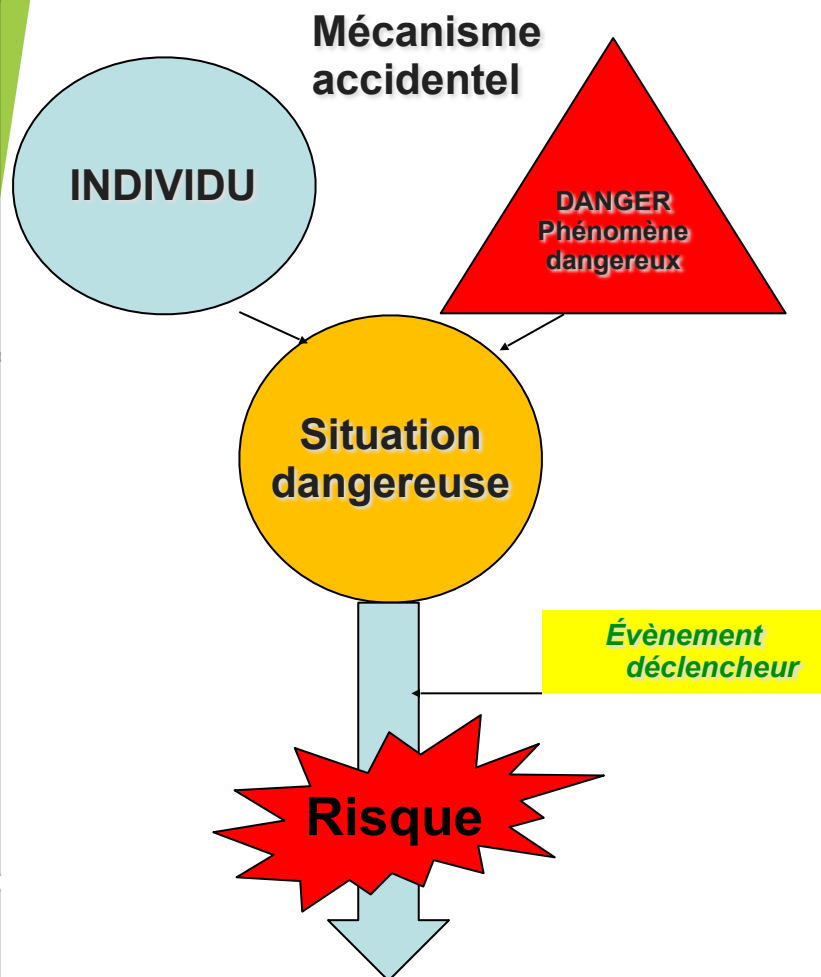 Mécanisme
accidentel
INDIVIDU
DANGER
Phénomène
dangereux
Situation
dangereuse
Évènement
déclencheur
Risque